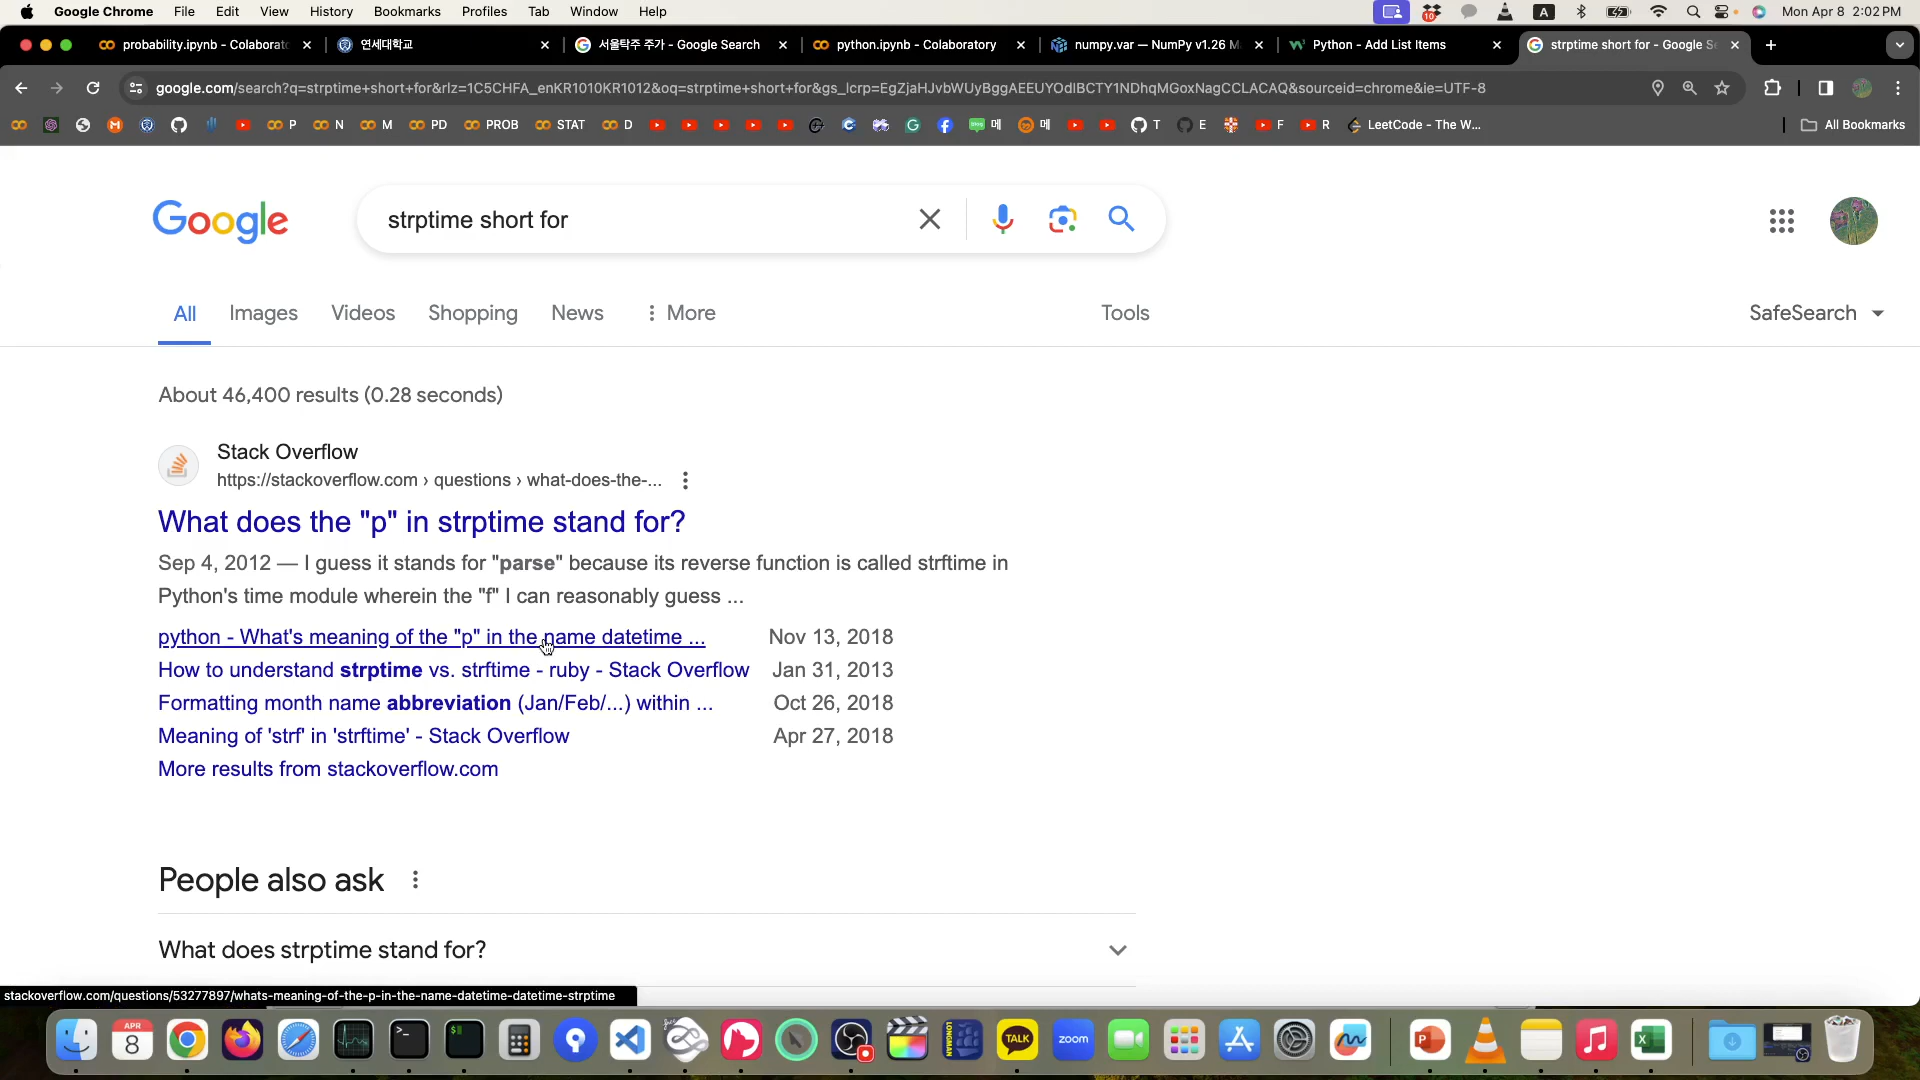 Google Chrome File Edit View History Bookmarks Profiles Tab Window Help
10 A Mon Apr 8 2:02 PM
probability.ipynb - Colaborat
연세대학교
서울탁주 주가 - Google Search
python.ipynb - Colaboratory
numpy.var — NumPy v1.26 M
Python - Add List Items
strptime short for - Google Se
google.com/search?q=strptime+short+for&rlz=1C5CHFA_enKR1010KR1012&oq=strptime+short+for&gs_lcrp=EgZjaHJvbWUyBggAEEUYOdIBCTY1NDhqMGoxNagCCLACAQ&sourceid=chrome&ie=UTF-8
P N M PD PROB STAT D 메 메 T E F R LeetCode - The W... All Bookmarks
Google
strptime short for
All Images Videos Shopping News More Tools SafeSearch
About 46,400 results (0.28 seconds)
Stack Overflow
https://stackoverflow.com › questions › what-does-the-...
What does the "p" in strptime stand for?
Sep 4, 2012 — I guess it stands for "parse" because its reverse function is called strftime in
Python's time module wherein the "f" I can reasonably guess ...
python - What's meaning of the "p" in the name datetime ... Nov 13, 2018
How to understand strptime vs. strftime - ruby - Stack Overflow Jan 31, 2013
Formatting month name abbreviation (Jan/Feb/...) within ... Oct 26, 2018
Meaning of 'strf' in 'strftime' - Stack Overflow Apr 27, 2018
More results from stackoverflow.com
People also ask
What does strptime stand for?
stackoverflow.com/questions/53277897/whats-meaning-of-the-p-in-the-name-datetime-datetime-strptime
APR
8
LONGMAN
TALK
zoom